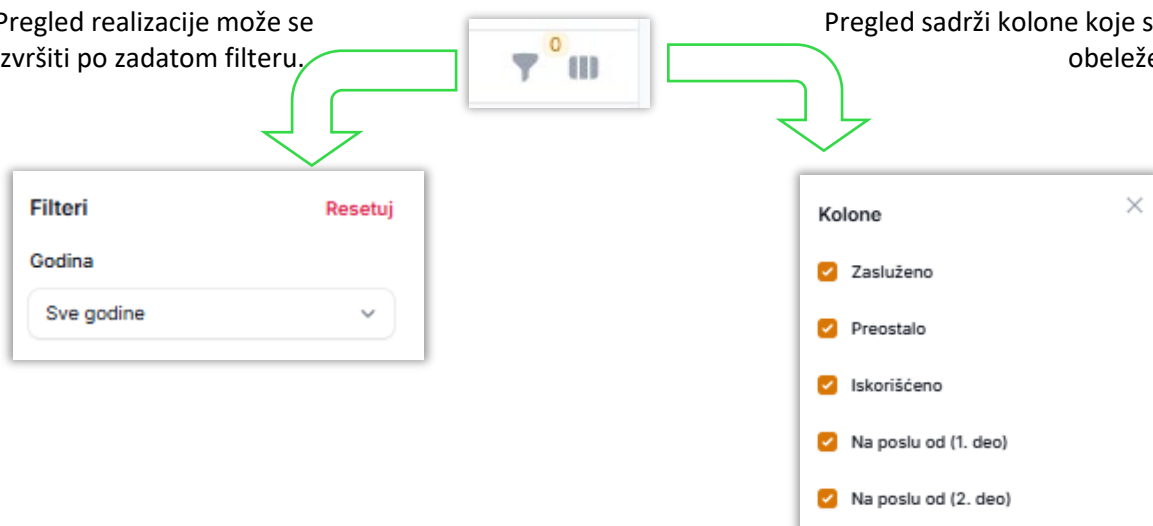 Pregled realizacije može se
zvršiti po zadatom filteru.
0
Pregled sadrži kolone koje s
obeleže
Filteri
Resetuj
Godina
Sve godine
Kolone
Zasluženo
Preostalo
Iskorišćeno
Na poslu od (1. deo)
Na poslu od (2. deo)